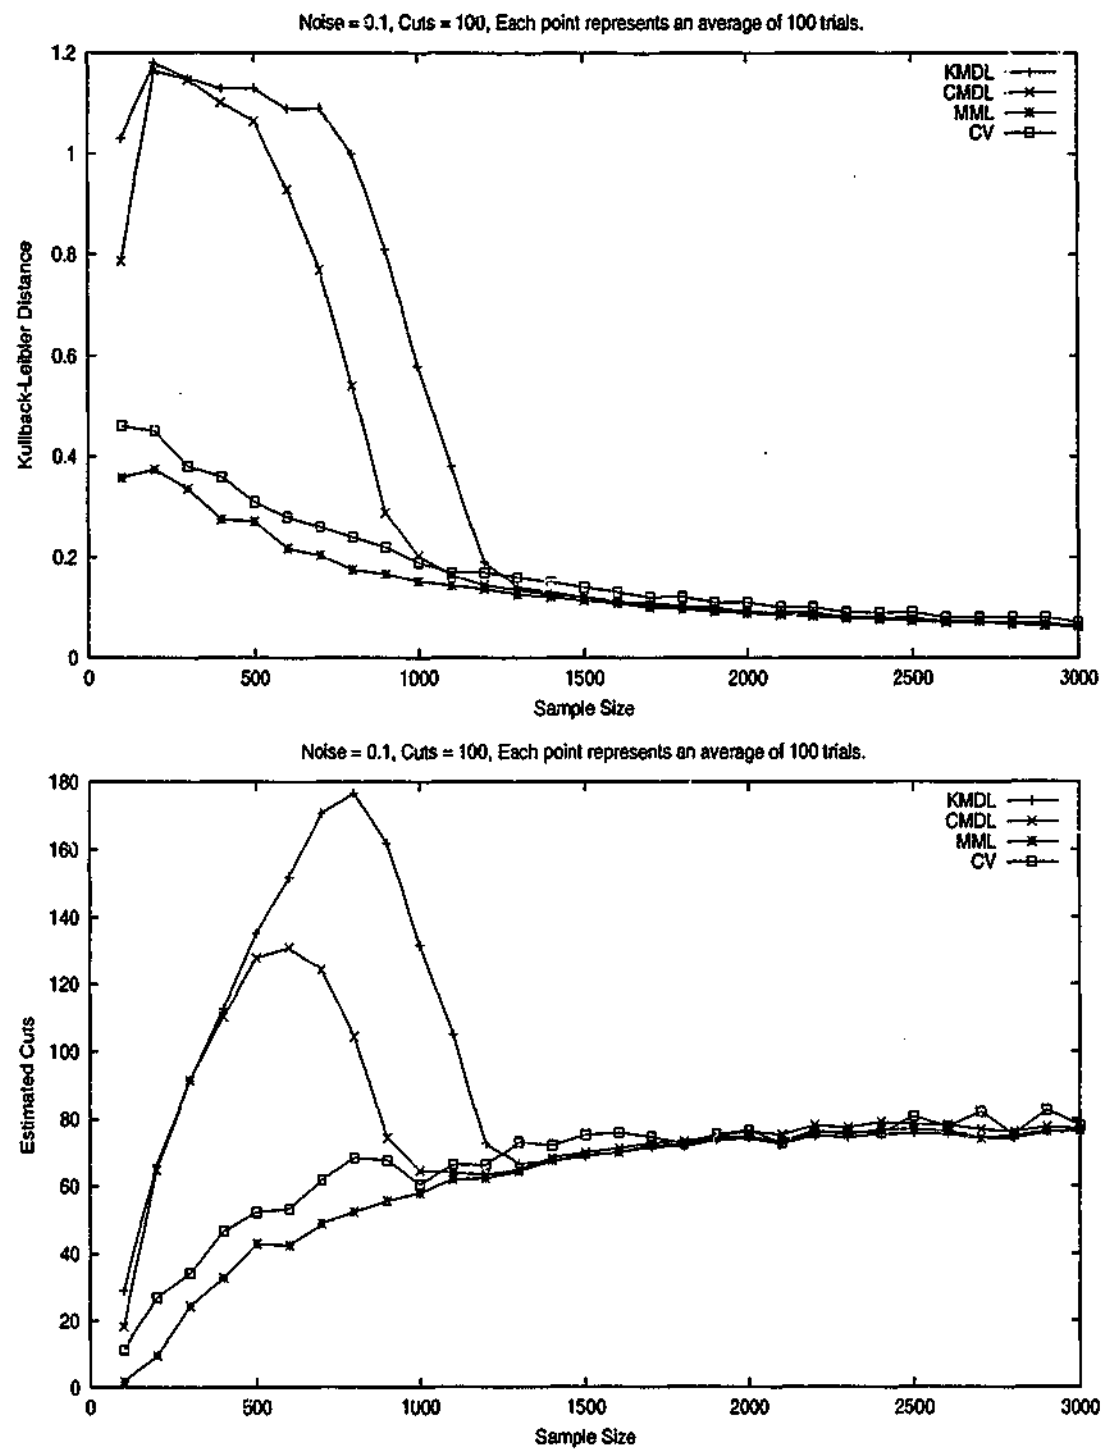 Noise = 0.1, Cuts = 100, Each point represents an average of 100 trials.
KMDL
CMDL
MML
CV
1.2
1
0.8
0.6
0.4
0.2
0
Kullback-Leibler Distance
0 500 1000 1500 2000 2500 3000
Sample Size
Noise = 0.1, Cuts = 100, Each point represents an average of 100 trials.
KMDL
CMDL
MML
CV
180
160
140
120
100
80
60
40
20
0
Estimated Cuts
0 500 1000 1500 2000 2500 3000
Sample Size